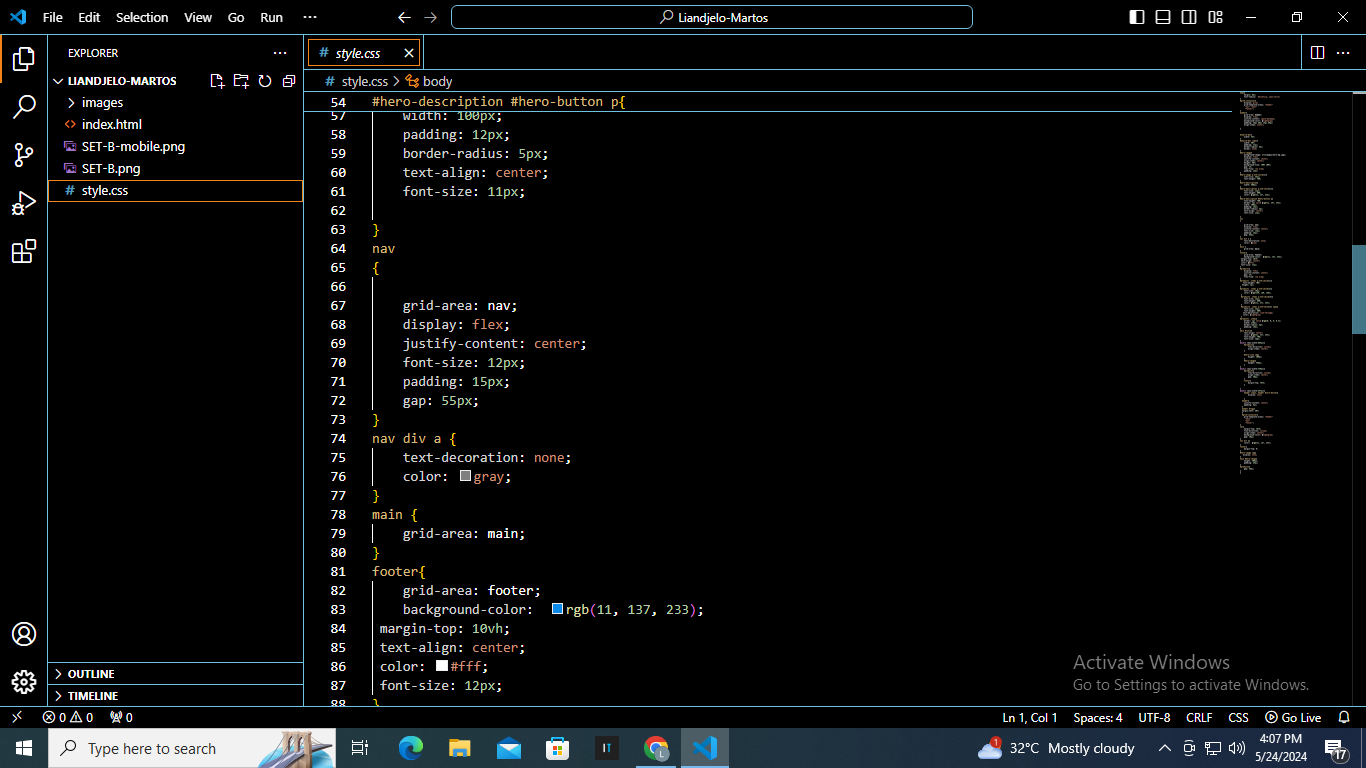 File Edit Selection View Go Run ··· Liandjelo-Martos
EXPLORER ···
LIANDJELO-MARTOS
images
index.html
SET-B-mobile.png
SET-B.png
style.css
OUTLINE
TIMELINE
style.css
style.css > body
54 #hero-description #hero-button p{
57 width: 100px;
58 padding: 12px;
59 border-radius: 5px;
60 text-align: center;
61 font-size: 11px;
62
63 }
64 nav
65 {
66
67 grid-area: nav;
68 display: flex;
69 justify-content: center;
70 font-size: 12px;
71 padding: 15px;
72 gap: 55px;
73 }
74 nav div a {
75 text-decoration: none;
76 color: gray;
77 }
78 main {
79 grid-area: main;
80 }
81 footer{
82 grid-area: footer;
83 background-color: rgb(11, 137, 233);
84 margin-top: 10vh;
85 text-align: center;
86 color: #fff;
87 font-size: 12px;
88 }
Activate Windows
Go to Settings to activate Windows.
0 0 0 Ln 1, Col 1 Spaces: 4 UTF-8 CRLF CSS Go Live
Type here to search IT L 1 32°C Mostly cloudy 4:07 PM
5/24/2024 17